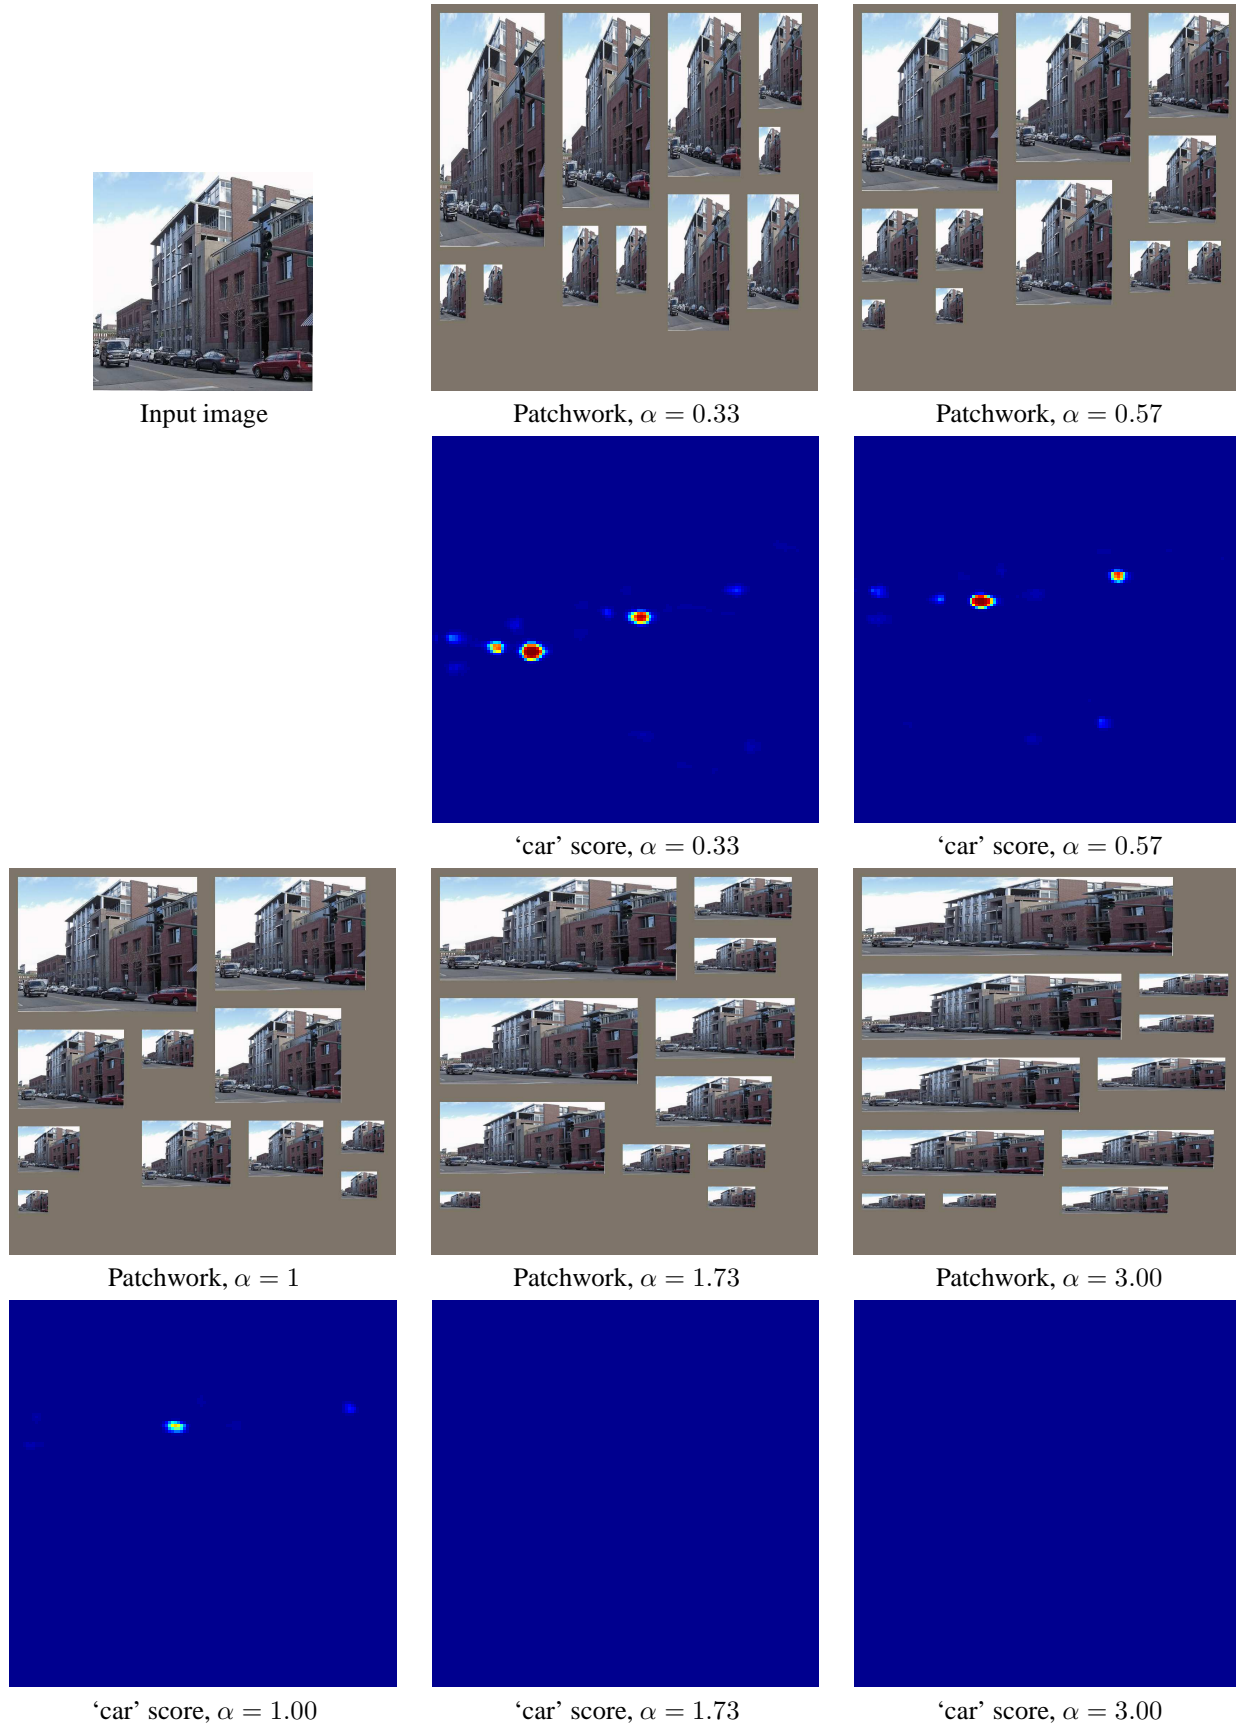 Input image
Patchwork, α = 0.33
Patchwork, α = 0.57
‘car’ score, α = 0.33
‘car’ score, α = 0.57
Patchwork, α = 1
Patchwork, α = 1.73
Patchwork, α = 3.00
‘car’ score, α = 1.00
‘car’ score, α = 1.73
‘car’ score, α = 3.00